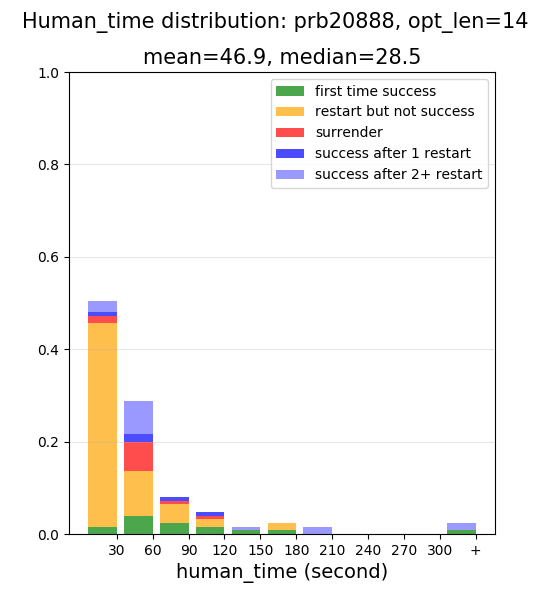 Human_time distribution: prb20888, opt_len=14
mean=46.9, median=28.5
1.0
first time success
restart but not success
surrender
success after 1 restart
success after 2+ restart
0.8
0.6
0.4
0.2
0.0
30 60 90 120 150 180 210 240 270 300 +
human_time (second)